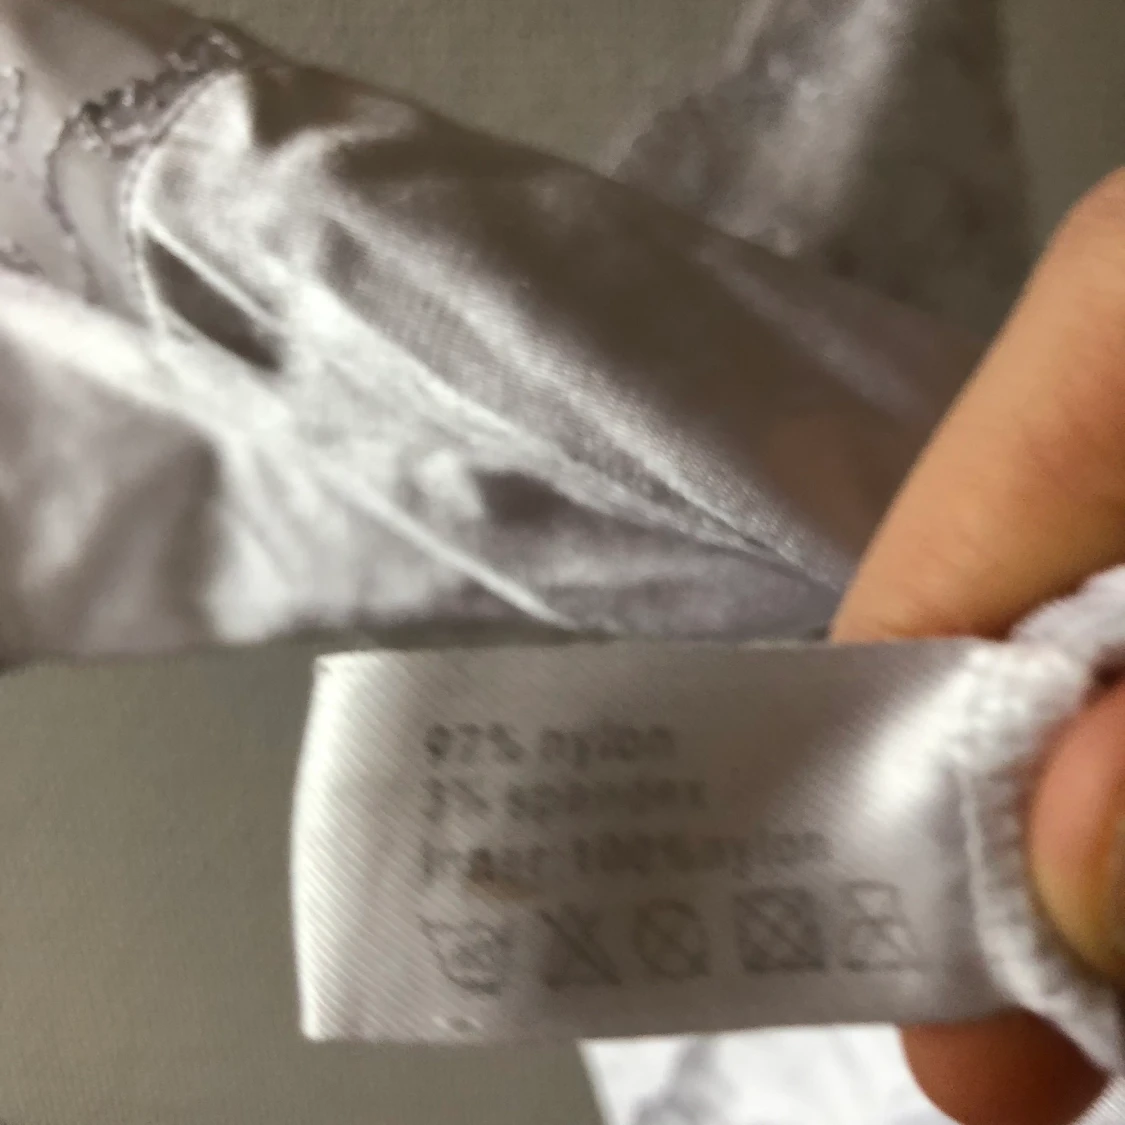 97% nylon
3% spandex
100% nylon